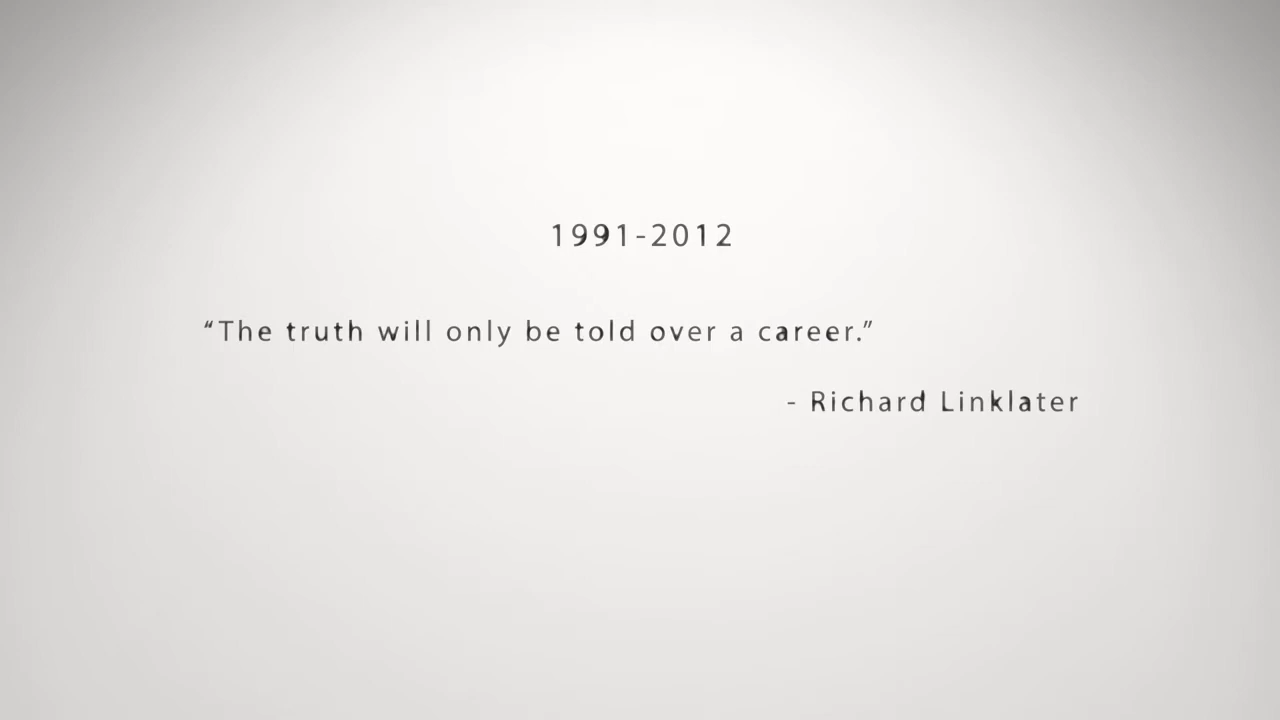 1991-2012
“The truth will only be told over a career.”
- Richard Linklater